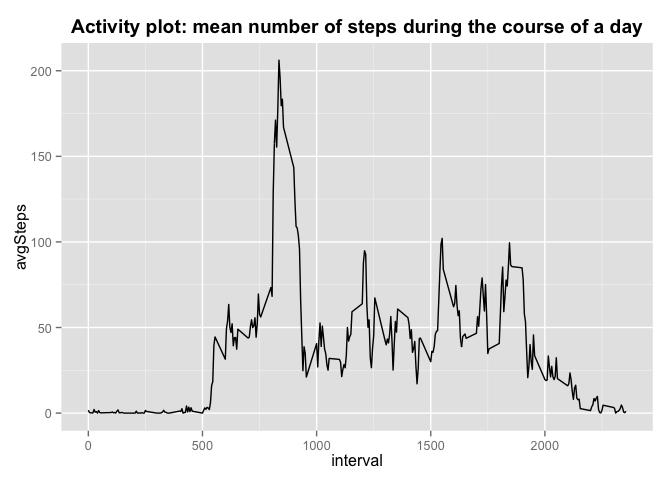 Activity plot: mean number of steps during the course of a day
200
150
100
50
0
avgSteps
0 500 1000 1500 2000
interval